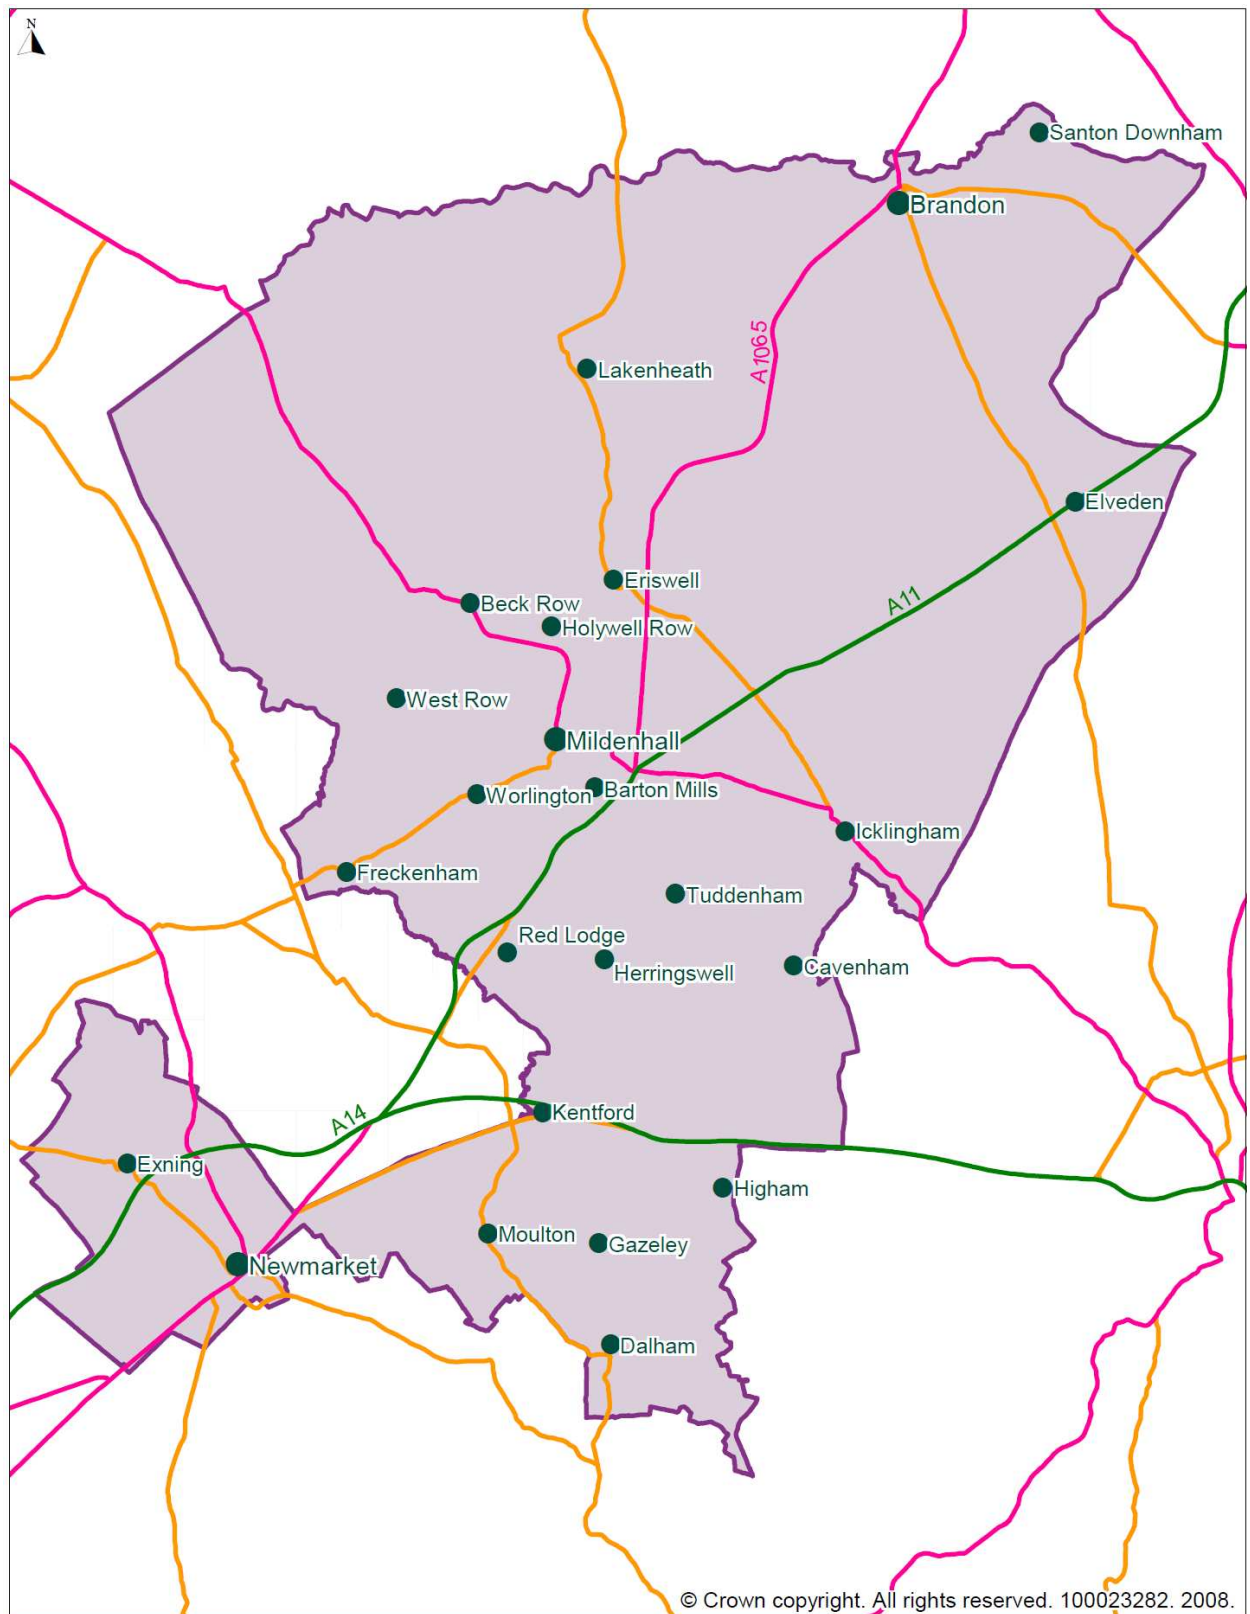 N
Santon Downham
Brandon
A1065
Lakenheath
Elveden
Eriswell
A11
Beck Row
Holywell Row
West Row
Mildenhall
Barton Mills
Worlington
Icklingham
Freckenham
Tuddenham
Red Lodge
Herringswell
Cavenham
Kentford
A14
Exning
Higham
Moulton
Gazeley
Newmarket
Dalham
© Crown copyright. All rights reserved. 100023282. 2008.